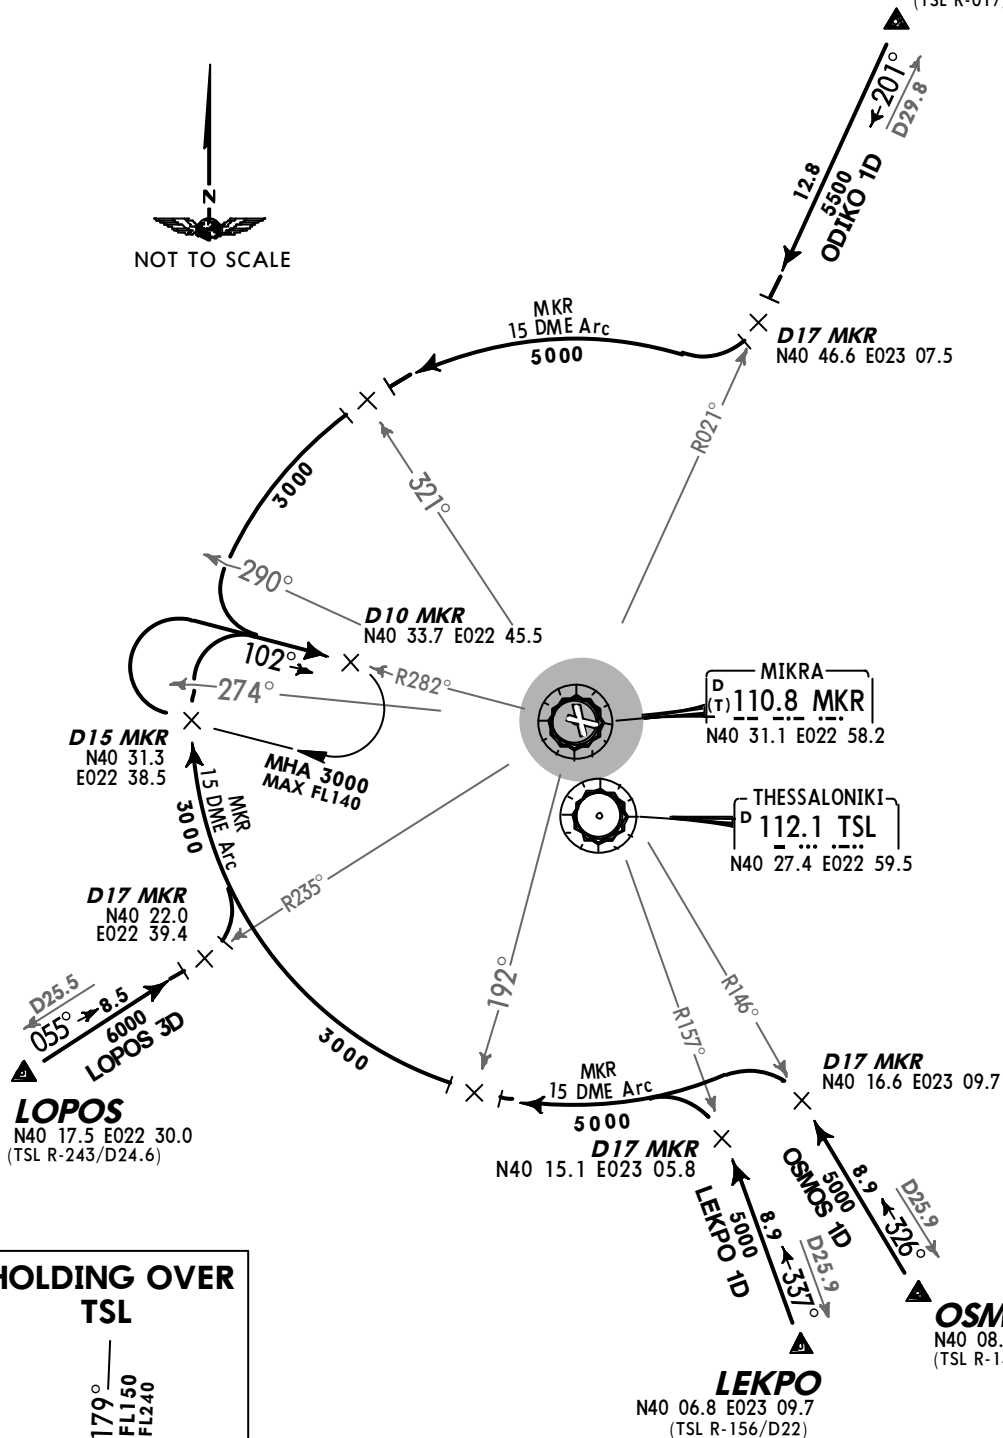 (TSL R-017
201°
D29.8
12.8
5500
ODIKO 1D
N
NOT TO SCALE
MKR
15 DME Arc
5000
D17 MKR
N40 46.6 E023 07.5
R021°
3000
321°
290°
D10 MKR
N40 33.7 E022 45.5
102°
R282°
274°
MIKRA
D
(T) 110.8 MKR
N40 31.1 E022 58.2
D15 MKR
N40 31.3
E022 38.5
MHA 3000
MAX FL140
THESSALONIKI
D 112.1 TSL
N40 27.4 E022 59.5
MKR
15 DME Arc
3000
D17 MKR
N40 22.0
E022 39.4
R235°
D25.5
055°
8.5
6000
LOPOS 3D
LOPOS
N40 17.5 E022 30.0
(TSL R-243/D24.6)
192°
R157°
R146°
3000
MKR
15 DME Arc
5000
D17 MKR
N40 16.6 E023 09.7
D17 MKR
N40 15.1 E023 05.8
LEKPO 1D
5000
8.9
337°
D25.9
OSMOS 1D
5000
8.9
326°
D25.9
LEKPO
N40 06.8 E023 09.7
(TSL R-156/D22)
OSM
N40 08.
(TSL R-1
HOLDING OVER
TSL
179°
FL150
FL240